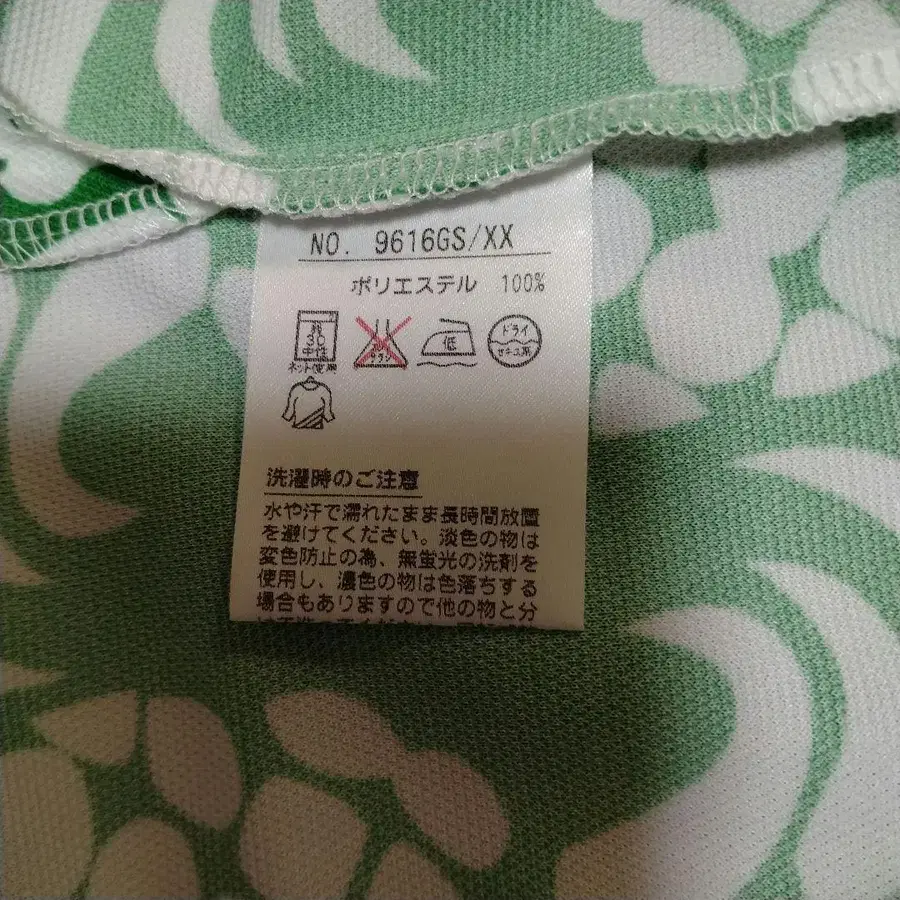 NO. 9616GS/XX
ポリエステル 100%
弱
30
中性
ネット使用
低
ドライ
セキユ系
洗濯時のご注意
水や汗で濡れたまま長時間放置
を避けてください。淡色の物は
変色防止の為、無蛍光の洗剤を
使用し、濃色の物は色落ちする
場合もありますので他の物と分